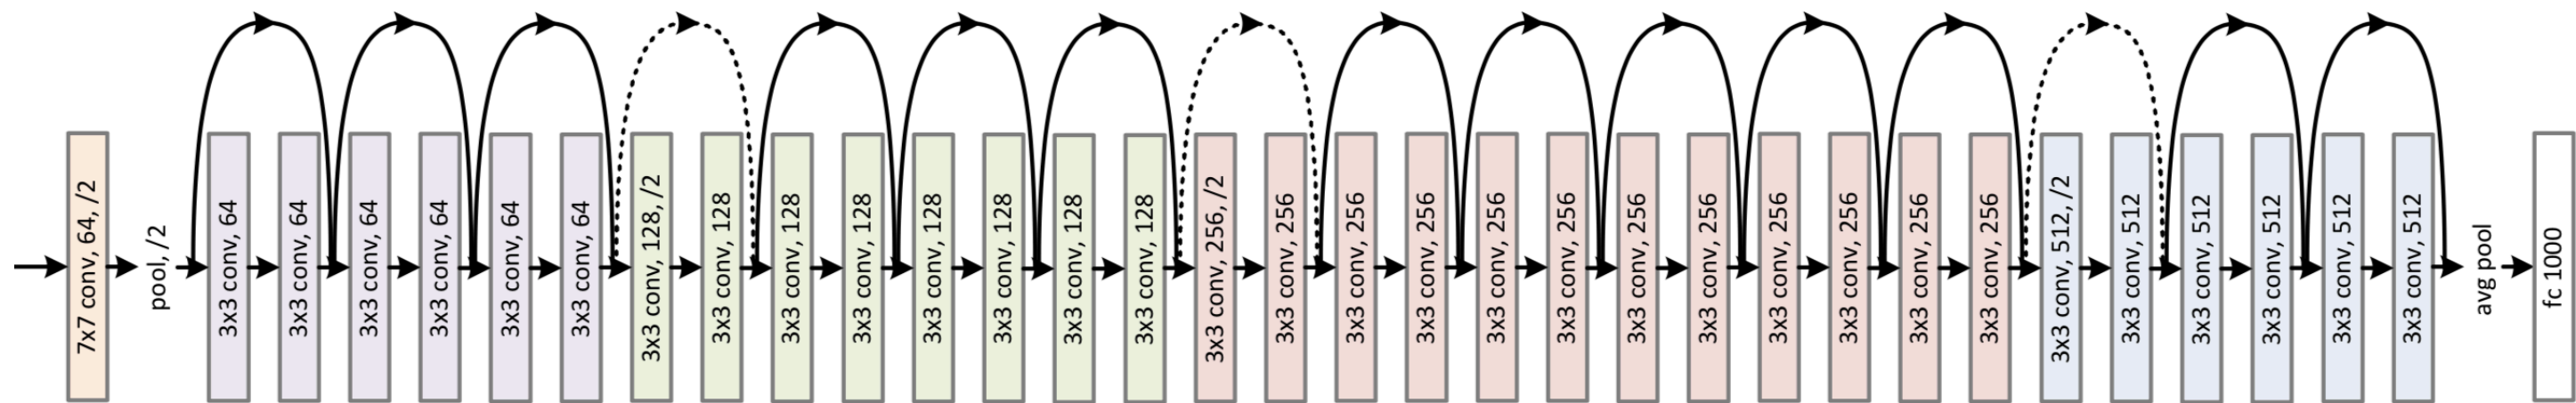 7x7 conv, 64, /2
pool, /2
3x3 conv, 64
3x3 conv, 64
3x3 conv, 64
3x3 conv, 64
3x3 conv, 64
3x3 conv, 64
3x3 conv, 128, /2
3x3 conv, 128
3x3 conv, 128
3x3 conv, 128
3x3 conv, 128
3x3 conv, 128
3x3 conv, 128
3x3 conv, 128
3x3 conv, 256, /2
3x3 conv, 256
3x3 conv, 256
3x3 conv, 256
3x3 conv, 256
3x3 conv, 256
3x3 conv, 256
3x3 conv, 256
3x3 conv, 256
3x3 conv, 256
3x3 conv, 256
3x3 conv, 256
3x3 conv, 512, /2
3x3 conv, 512
3x3 conv, 512
3x3 conv, 512
3x3 conv, 512
3x3 conv, 512
avg pool
fc 1000